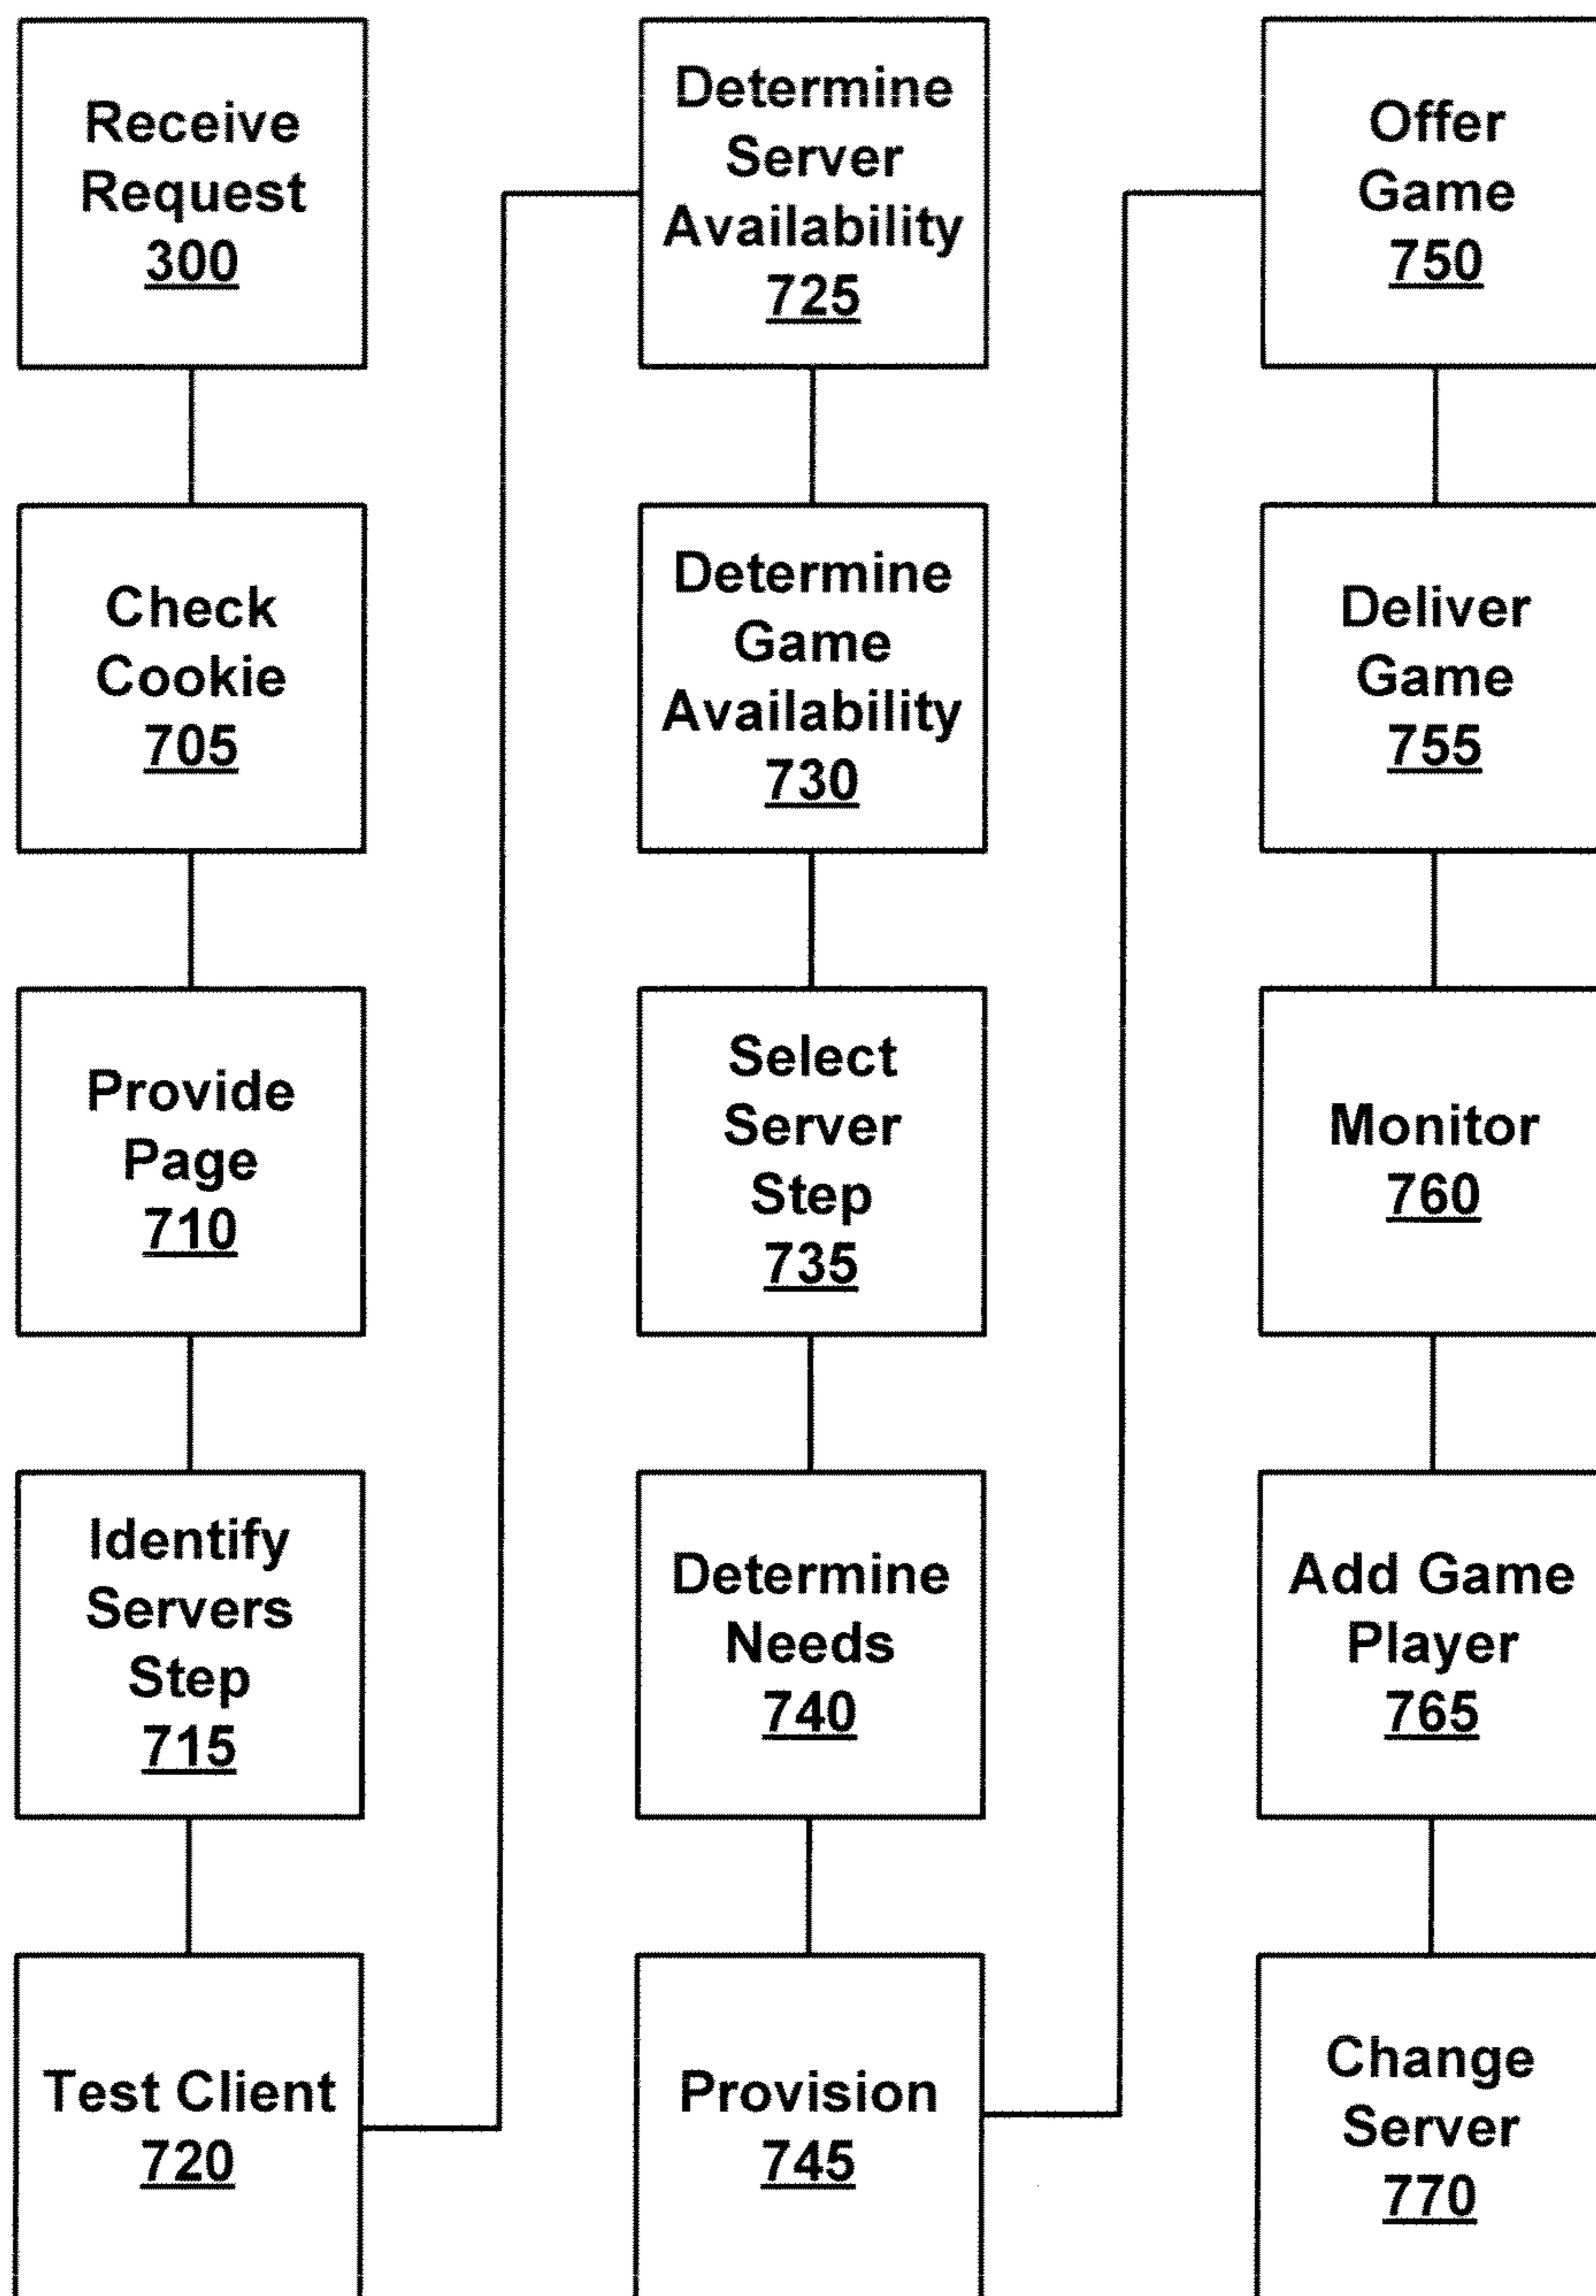 Receive
Request
300
Check
Cookie
705
Provide
Page
710
Identify
Servers
Step
715
Test Client
720
Determine
Server
Availability
725
Determine
Game
Availability
730
Select
Server
Step
735
Determine
Needs
740
Provision
745
Offer
Game
750
Deliver
Game
755
Monitor
760
Add Game
Player
765
Change
Server
770